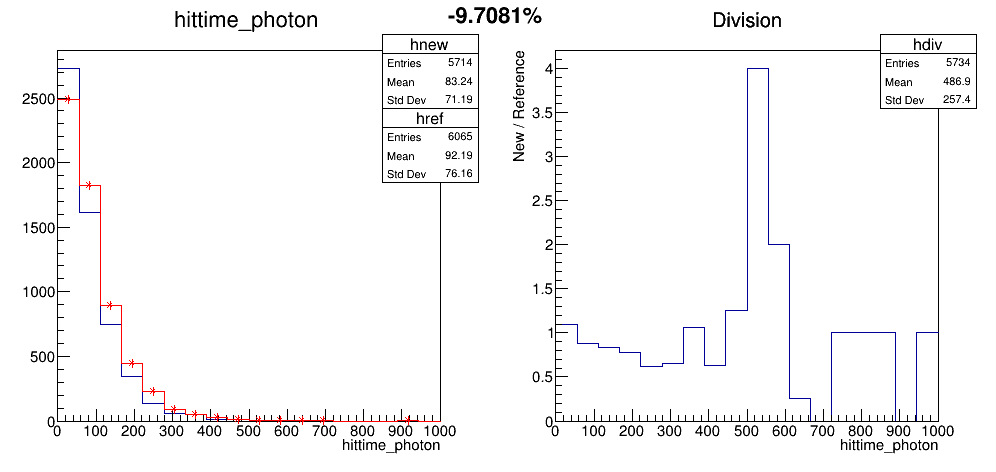 hittime_photon
-9.7081%
Division
hnew
Entries 5714
Mean 83.24
Std Dev 71.19
href
Entries 6065
Mean 92.19
Std Dev 76.16
2500
2000
1500
1000
500
0
0 100 200 300 400 500 600 700 800 900 1000
hittime_photon
hdiv
Entries 5734
Mean 486.9
Std Dev 257.4
New / Reference
4
3.5
3
2.5
2
1.5
1
0.5
0
0 100 200 300 400 500 600 700 800 900 1000
hittime_photon